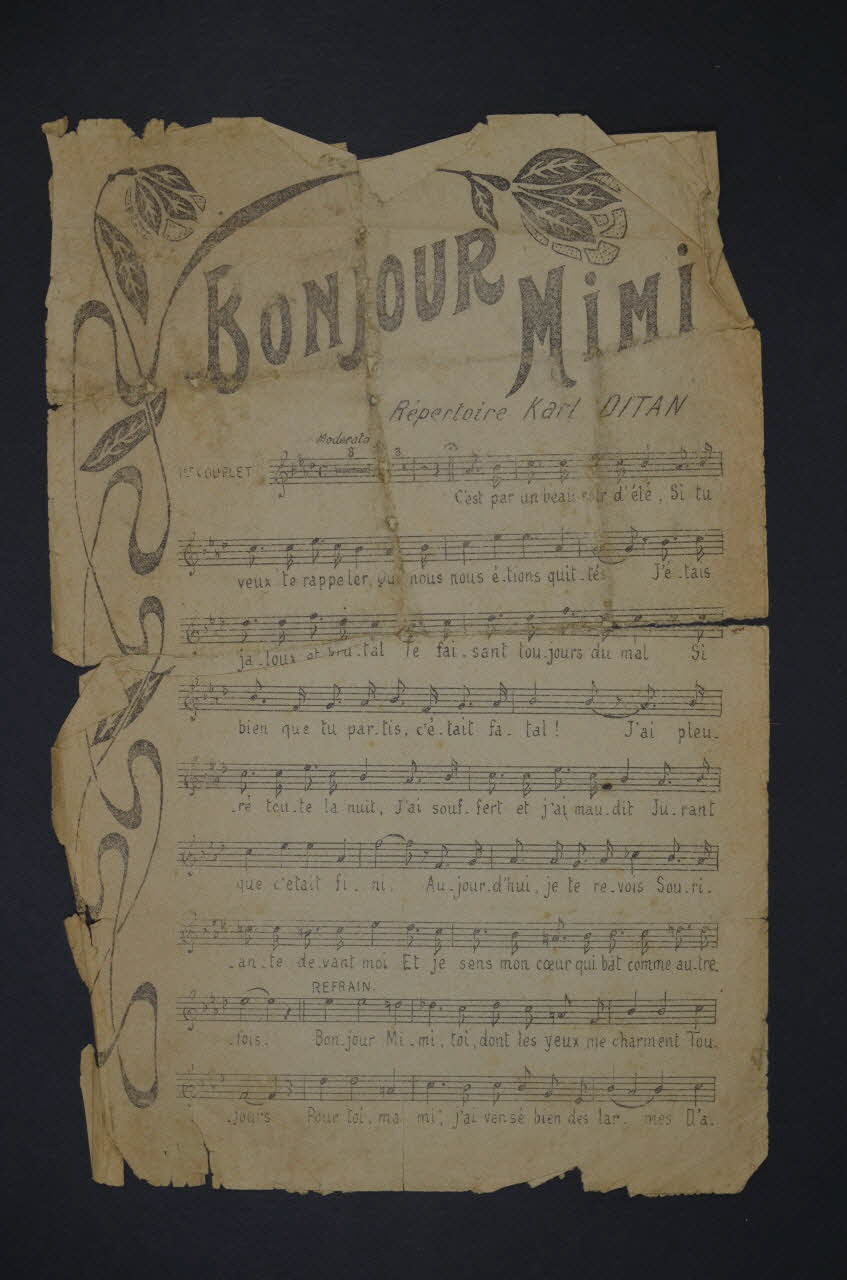 BONJOUR MIMI
Répertoire Karl DITAN
Moderato
8 3
1er COUPLET
C'est par un beau soir d'été, Si tu
veux te rappeler, que nous nous é-tions quit-tés J'é-tais
ja-loux et bru-tal Te fai-sant tou-jours du mal Si
bien que tu par-tis, c'é-tait fa-tal! J'ai pleu-
-ré tou-te la nuit, J'ai souf-fert et j'ai mau-dit Ju-rant
que c'était fi-ni. Au-jour-d'hui, je te re-vois Sou-ri-
-an-te de-vant moi Et je sens mon cœur qui bat comme au-tre-
REFRAIN.
-fois. Bon-jour Mi-mi, toi, dont les yeux me charment Tou-
-jours Pour toi, ma mi', j'ai versé bien des lar-mes D'a-